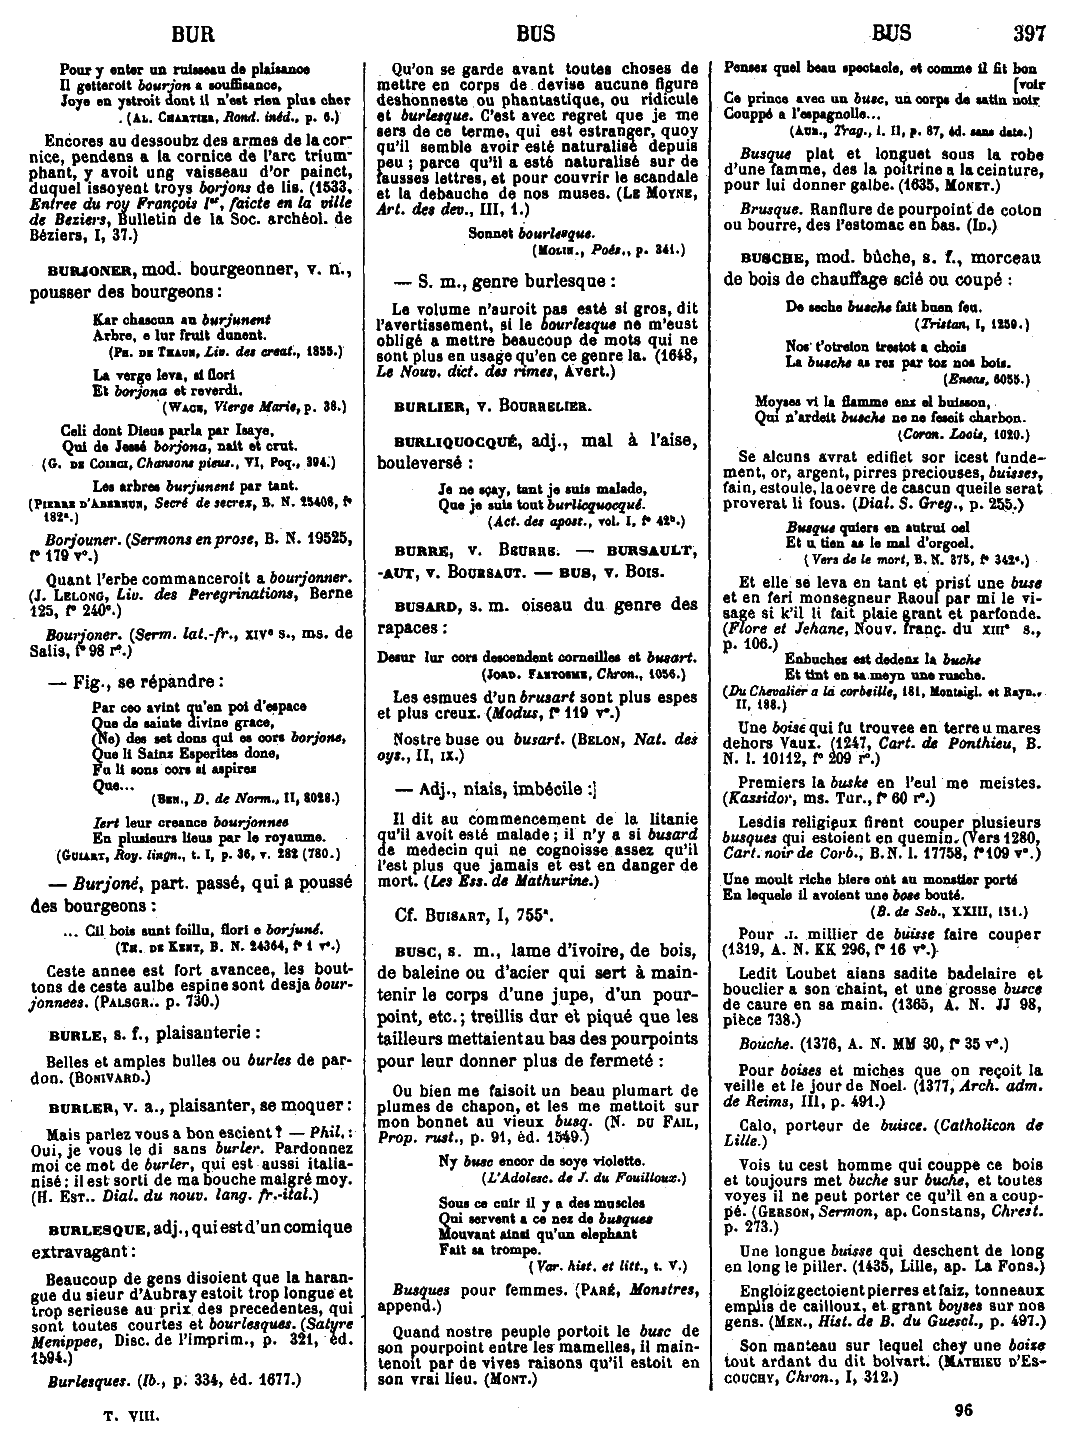 BUR BUS BUS 397
Pour y enter un ruisseau de plaisance
Il getteroit bourjon a souffisance,
Joye en ystroit dont il n'est rien plus cher
(AL. CHARTIER, Rond. inéd., p. 6.)
Encores au dessoubz des armes de la cor-
nice, pendens a la cornice de l'arc trium-
phant, y avoit ung vaisseau d'or painct,
duquel issoyent troys borjons de lis. (1533,
Entree du roy François Ier, faicte en la ville
de Beziers, Bulletin de la Soc. archéol. de
Béziers, I, 37.)
BURJONER, mod. bourgeonner, v. n.,
pousser des bourgeons :
Kar chascun an burjunent
Arbre, e lur fruit dunent.
(PH. DE THAUN, Liv. des creat., 1355.)
La verge leva, si flori
Et borjona et reverdi.
(WACE, Vierge Marie, p. 36.)
Celi dont Dieus parla par Isaye,
Qui de Jessé borjona, nait et crut.
(G. DE COINCI, Chansons pieus., VI, Poq., 394.)
Les arbres burjunent par tant.
(PIERRE D'ABERNUN, Secré de secrez, B. N. 25408, f°
182ª.)
Borjouner. (Sermons en prose, B. N. 19525,
f° 179 v°.)
Quant l'erbe commanceroit a bourjonner.
(J. LELONG, Liv. des Peregrinations, Berne
125, f° 240ª.)
Bourjoner. (Serm. lat.-fr., XIVe s., ms. de
Salis, f° 98 r°.)
— Fig., se répandre :
Par ceo avint qu'en poi d'espace
Que de sainte divine grace,
(Ne) des set dons qui es cors borjone,
Que li Sainz Esperites done,
Fu li sons cors si aspirez
Que...
(BEN., D. de Norm., II, 8028.)
Iert leur creance bourjonnee
En plusieurs lieus par le royaume.
(GUIART, Roy. lingn., t. I, p. 36, v. 282 (780.)
— Burjoné, part. passé, qui a poussé
des bourgeons :
... Cil bois sunt foillu, flori e borjuné.
(TH. DE KENT, B. N. 24364, f° 1 v°.)
Ceste annee est fort avancee, les bout-
tons de ceste aulbe espine sont desja bour-
jonnees. (PALSGR., p. 730.)
BURLE, s. f., plaisanterie :
Belles et amples bulles ou burles de par-
don. (BONIVARD.)
BURLER, v. a., plaisanter, se moquer :
Mais parlez vous a bon escient? — Phil. :
Oui, je vous le di sans burler. Pardonnez
moi ce mot de burler, qui est aussi italia-
nisé ; il est sorti de ma bouche malgré moy.
(H. EST., Dial. du nouv. lang. fr.-ital.)
BURLESQUE, adj., qui est d'un comique
extravagant :
Beaucoup de gens disoient que la haran-
gue du sieur d'Aubray estoit trop longue et
trop serieuse au prix des precedentes, qui
sont toutes courtes et bourlesques. (Satyre
Menippee, Disc. de l'Imprim., p. 321, éd.
1594.)
Burlesques. (Ib., p. 334, éd. 1677.)
T. VIII.
Qu'on se garde avant toutes choses de
mettre en corps de devise aucune figure
deshonneste ou phantastique, ou ridicule
et burlesque. C'est avec regret que je me
sers de ce terme, qui est estranger, quoy
qu'il semble avoir esté naturalisé depuis
peu ; parce qu'il a esté naturalisé sur de
fausses lettres, et pour couvrir le scandale
et la debauche de nos muses. (LE MOYNE,
Art. des dev., III, 1.)
Sonnet bourlesque.
(MOLIN., Poés., p. 341.)
— S. m., genre burlesque :
Le volume n'auroit pas esté si gros, dit
l'avertissement, si le bourlesque ne m'eust
obligé a mettre beaucoup de mots qui ne
sont plus en usage qu'en ce genre la. (1648,
Le Nouv. dict. des rimes, Avert.)
BURLIER, v. BOURRELIER.
BURLIQUOCQUÉ, adj., mal à l'aise,
bouleversé :
Je ne sçay, tant je suis malade,
Que je suis tout burlicquocqué.
(Act. des apost., vol. I, f° 42b.)
BURRE, v. BEURRE. — BURSAULT,
-AUT, v. BOURSAUT. — BUS, v. BOIS.
BUSARD, s. m. oiseau du genre des
rapaces :
Desur lur cors descendent corneilles et busart.
(JORD. FANTOSME, Chron., 1056.)
Les esmues d'un brusart sont plus espes
et plus creux. (Modus, f° 119 v°.)
Nostre buse ou busart. (BELON, Nat. des
oys., II, IX.)
— Adj., niais, imbécile :
Il dit au commencement de la litanie
qu'il avoit esté malade ; il n'y a si busard
de medecin qui ne cognoisse assez qu'il
l'est plus que jamais et est en danger de
mort. (Les Ess. de Mathurine.)
Cf. BUISART, I, 755ª.
BUSC, s. m., lame d'ivoire, de bois,
de baleine ou d'acier qui sert à main-
tenir le corps d'une jupe, d'un pour-
point, etc. ; treillis dur et piqué que les
tailleurs mettaient au bas des pourpoints
pour leur donner plus de fermeté :
Ou bien me faisoit un beau plumart de
plumes de chapon, et les me mettoit sur
mon bonnet au vieux busq. (N. DU FAIL,
Prop. rust., p. 91, éd. 1549.)
Ny busc encor de soye violette.
(L'Adolesc. de J. du Fouilloux.)
Sous ce cuir il y a des muscles
Qui servent a ce nez de busques
Mouvant ainsi qu'un elephant
Fait sa trompe.
(Var. hist. et litt., t. V.)
Busques pour femmes. (PARÉ, Monstres,
append.)
Quand nostre peuple portoit le busc de
son pourpoint entre les mamelles, il main-
tenoit par de vives raisons qu'il estoit en
son vrai lieu. (MONT.)
Pensez quel beau spectacle, et comme il fit bon
[voir
Ce prince avec un busc, un corps de satin noir
Couppé a l'espagnolle...
(AUB., Trag., l. II, p. 87, éd. sans date.)
Busque plat et longuet sous la robe
d'une famme, des la poitrine a la ceinture,
pour lui donner galbe. (1635, MONET.)
Brusque. Ranflure de pourpoint de coton
ou bourre, des l'estomac en bas. (ID.)
BUSCHE, mod. bûche, s. f., morceau
de bois de chauffage scié ou coupé :
De seche busche fait buen feu.
(Tristan, I, 1259.)
Nos t'otreion trestot a chois
La busche as rez par toz nos bois.
(Eneas, 6055.)
Moyses vi la flamme enz el buisson,
Qui n'ardeit busche ne ne feseit charbon.
(Coron. Loois, 1020.)
Se alcuns avrat edifiet sor icest funde-
ment, or, argent, pirres preciouses, buisses,
fain, estoule, la oevre de cascun queile serat
proverat li fous. (Dial. S. Greg., p. 255.)
Busque quiers en autrui oel
Et u tien as le mal d'orgoel.
(Vers de le mort, B. N. 375, f° 342ª.)
Et elle se leva en tant et prist une buse
et en feri monsegneur Raoul par mi le vi-
sage si k'il li fait plaie grant et parfonde.
(Flore et Jehane, Nouv. franç. du XIIIe s.,
p. 106.)
Enbuchez est dedenz la buche
Et tint en sa meyn une rusche.
(Du Chevalier a la corbeille, 181, Montaigl. et Rayn.,
II, 188.)
Une boise qui fu trouvee en terre u mares
dehors Vaux. (1247, Cart. de Ponthieu, B.
N. l. 10112, f° 209 r°.)
Premiers la buske en l'eul me meistes.
(Kassidor, ms. Tur., f° 60 r°.)
Lesdis religieux firent couper plusieurs
busques qui estoient en quemin. (Vers 1280,
Cart. noir de Corb., B.N. l. 17758, f° 109 v°.)
Une moult riche biere ont au monstier porté
En lequele il avoient une bose bouté.
(B. de Seb., XXIII, 151.)
Pour .I. millier de buisse faire couper
(1319, A. N. KK 296, f° 16 v°.)
Ledit Loubet aians sadite badelaire et
bouclier a son chaint, et une grosse busce
de caure en sa main. (1365, A. N. JJ 98,
pièce 738.)
Bouche. (1376, A. N. MM 30, f° 35 v°.)
Pour boises et miches que on reçoit la
veille et le jour de Noel. (1377, Arch. adm.
de Reims, III, p. 491.)
Calo, porteur de buisce. (Catholicon de
Lille.)
Vois tu cest homme qui couppe ce bois
et toujours met buche sur buche, et toutes
voyes il ne peut porter ce qu'il en a coup-
pé. (GERSON, Sermon, ap. Constans, Chrest.
p. 273.)
Une longue buisse qui deschent de long
en long le piller. (1435, Lille, ap. La Fons.)
Engloiz gectoient pierres et faiz, tonneaux
emplis de cailloux, et grant boyses sur nos
gens. (MEN., Hist. de B. du Guescl., p. 497.)
Son manteau sur lequel chey une boise
tout ardant du dit bolvart. (MATHIEU D'ES-
COUCHY, Chron., I, 312.)
96